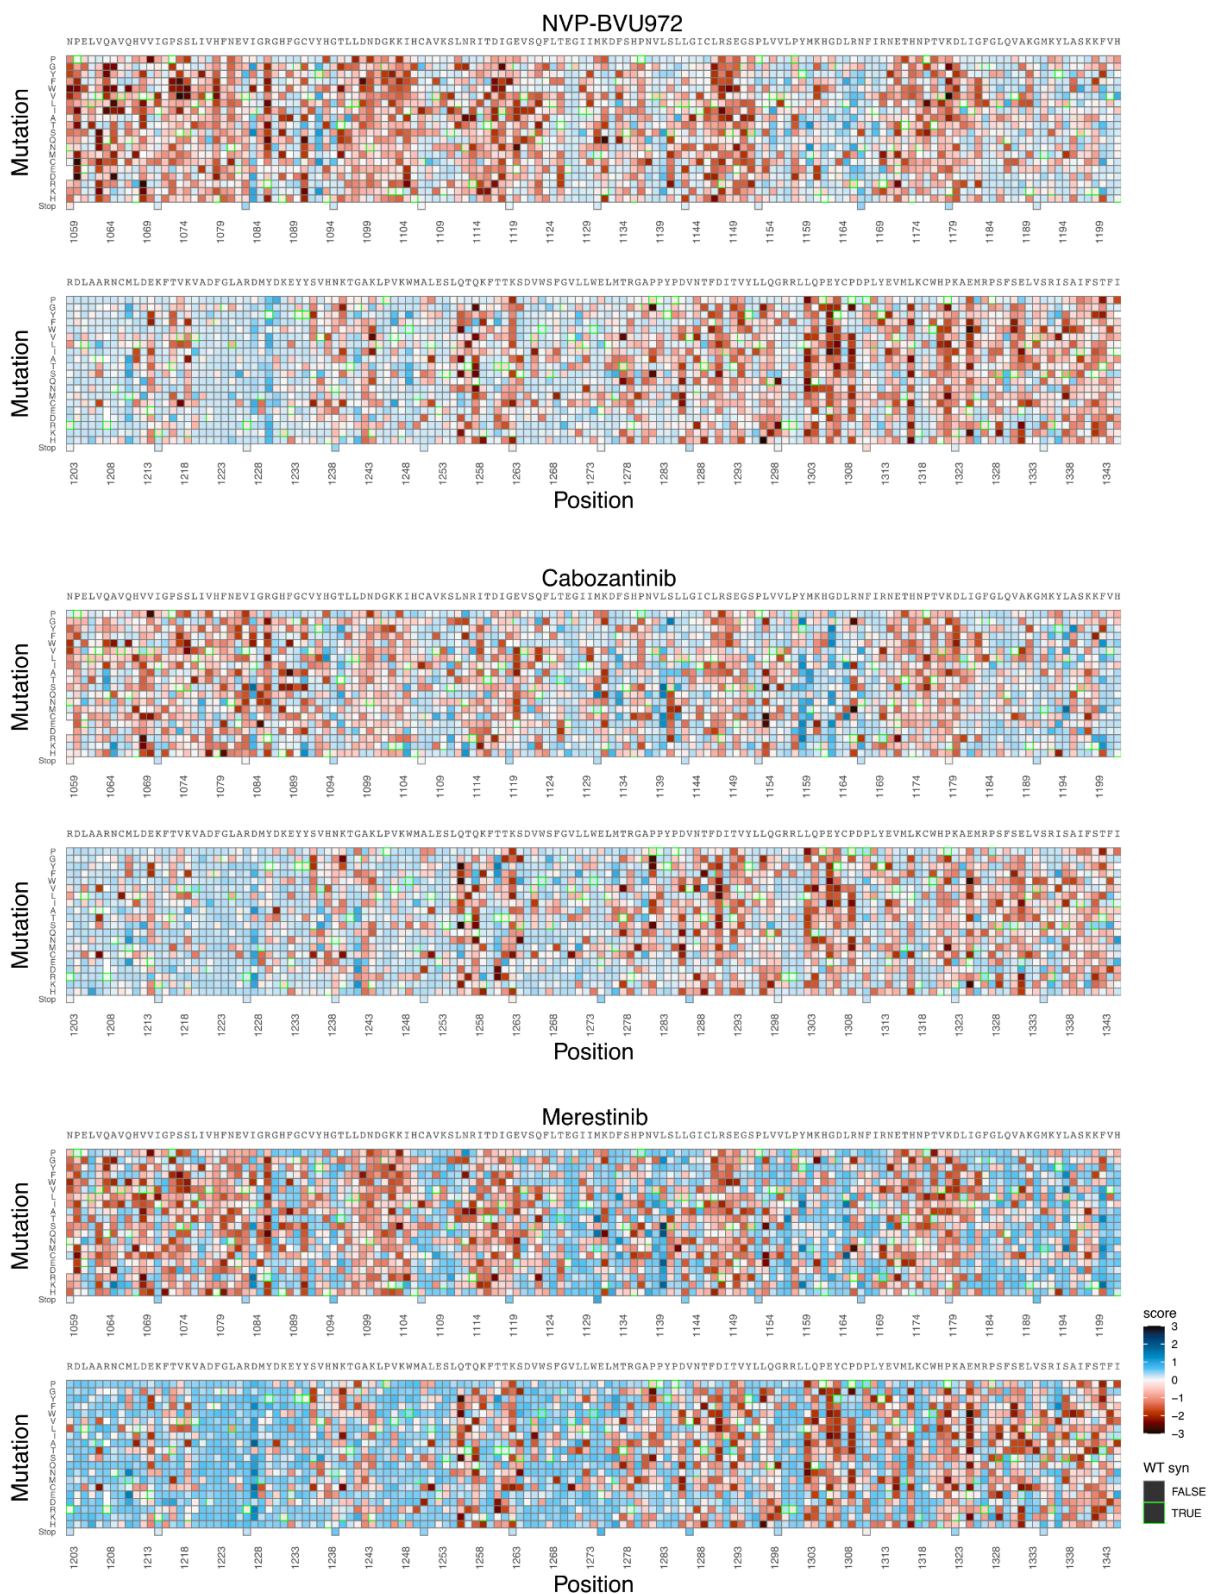 NVP-BVU972
NPELVQAVQHVVIGPSSLIVHFNEVIGRGHFGCVYHGTLLDNDGKKIHCAVKSLNRITDIGEVSQFLTEGIIMKDFSHPNVLSLLGICLRSEGSPLVVLPYMKHGDLRNFIRNETHNPTVKDLIGFGLQVAKGMKYLASKKFVH
Mutation
P
G
Y
F
W
V
L
I
A
T
S
Q
N
M
C
E
D
R
K
H
Stop
1059 1064 1069 1074 1079 1084 1089 1094 1099 1104 1109 1114 1119 1124 1129 1134 1139 1144 1149 1154 1159 1164 1169 1174 1179 1184 1189 1194 1199
RDLAARNCMLDEKFTVKVADFGLARDMYDKEYYSVHNKTGAKLPVKWMALESLQTQKFTTKSDVWSFGVLLWELMTRGAPPYPDVNTFDITVYLLQGRRLLQPEYCPDPLYEVMLKCWHPKAEMRPSFSELVSRISAIFSTFI
Mutation
P
G
Y
F
W
V
L
I
A
T
S
Q
N
M
C
E
D
R
K
H
Stop
1203 1208 1213 1218 1223 1228 1233 1238 1243 1248 1253 1258 1263 1268 1273 1278 1283 1288 1293 1298 1303 1308 1313 1318 1323 1328 1333 1338 1343
Position
Cabozantinib
NPELVQAVQHVVIGPSSLIVHFNEVIGRGHFGCVYHGTLLDNDGKKIHCAVKSLNRITDIGEVSQFLTEGIIMKDFSHPNVLSLLGICLRSEGSPLVVLPYMKHGDLRNFIRNETHNPTVKDLIGFGLQVAKGMKYLASKKFVH
Mutation
P
G
Y
F
W
V
L
I
A
T
S
Q
N
M
C
E
D
R
K
H
Stop
1059 1064 1069 1074 1079 1084 1089 1094 1099 1104 1109 1114 1119 1124 1129 1134 1139 1144 1149 1154 1159 1164 1169 1174 1179 1184 1189 1194 1199
RDLAARNCMLDEKFTVKVADFGLARDMYDKEYYSVHNKTGAKLPVKWMALESLQTQKFTTKSDVWSFGVLLWELMTRGAPPYPDVNTFDITVYLLQGRRLLQPEYCPDPLYEVMLKCWHPKAEMRPSFSELVSRISAIFSTFI
Mutation
P
G
Y
F
W
V
L
I
A
T
S
Q
N
M
C
E
D
R
K
H
Stop
1203 1208 1213 1218 1223 1228 1233 1238 1243 1248 1253 1258 1263 1268 1273 1278 1283 1288 1293 1298 1303 1308 1313 1318 1323 1328 1333 1338 1343
Position
Merestinib
NPELVQAVQHVVIGPSSLIVHFNEVIGRGHFGCVYHGTLLDNDGKKIHCAVKSLNRITDIGEVSQFLTEGIIMKDFSHPNVLSLLGICLRSEGSPLVVLPYMKHGDLRNFIRNETHNPTVKDLIGFGLQVAKGMKYLASKKFVH
Mutation
P
G
Y
F
W
V
L
I
A
T
S
Q
N
M
C
E
D
R
K
H
Stop
1059 1064 1069 1074 1079 1084 1089 1094 1099 1104 1109 1114 1119 1124 1129 1134 1139 1144 1149 1154 1159 1164 1169 1174 1179 1184 1189 1194 1199
RDLAARNCMLDEKFTVKVADFGLARDMYDKEYYSVHNKTGAKLPVKWMALESLQTQKFTTKSDVWSFGVLLWELMTRGAPPYPDVNTFDITVYLLQGRRLLQPEYCPDPLYEVMLKCWHPKAEMRPSFSELVSRISAIFSTFI
Mutation
P
G
Y
F
W
V
L
I
A
T
S
Q
N
M
C
E
D
R
K
H
Stop
1203 1208 1213 1218 1223 1228 1233 1238 1243 1248 1253 1258 1263 1268 1273 1278 1283 1288 1293 1298 1303 1308 1313 1318 1323 1328 1333 1338 1343
Position
score
3
2
1
0
−1
−2
−3
WT syn
FALSE
TRUE